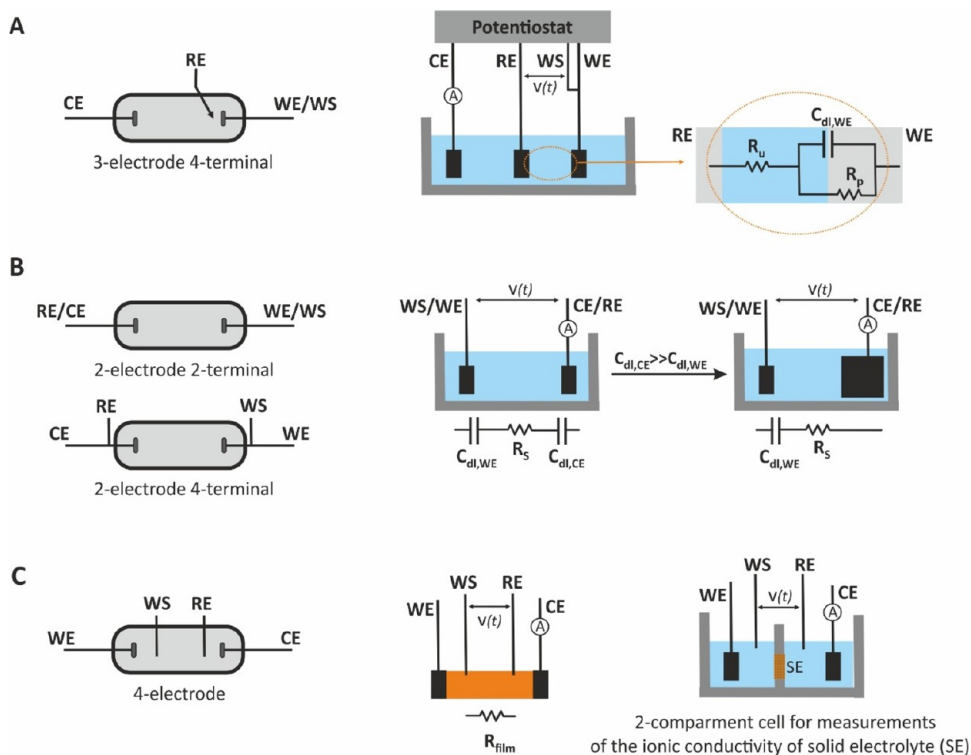 A
Potentiostat
RE
CE
WE/WS
3-electrode 4-terminal
CE
RE
WS
WE
v(t)
A
RE
WE
Cdl,WE
Ru
Rp
B
RE/CE
WE/WS
2-electrode 2-terminal
RE
WS
CE
WE
2-electrode 4-terminal
WS/WE
v(t)
CE/RE
A
Cdl,CE>>Cdl,WE
Cdl,WE
RS
Cdl,CE
WS/WE
v(t)
CE/RE
A
Cdl,WE
RS
C
WS
RE
WE
CE
4-electrode
WS
RE
WE
CE
v(t)
A
Rfilm
WS
RE
WE
CE
v(t)
A
SE
2-comparment cell for measurements
of the ionic conductivity of solid electrolyte (SE)